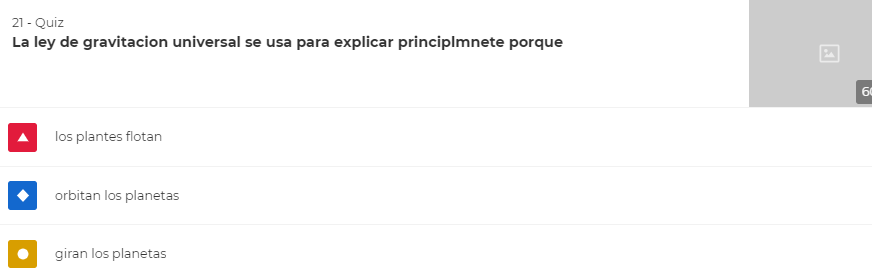 21 - Quiz
La ley de gravitacion universal se usa para explicar principlmnete porque
los plantes flotan
orbitan los planetas
giran los planetas